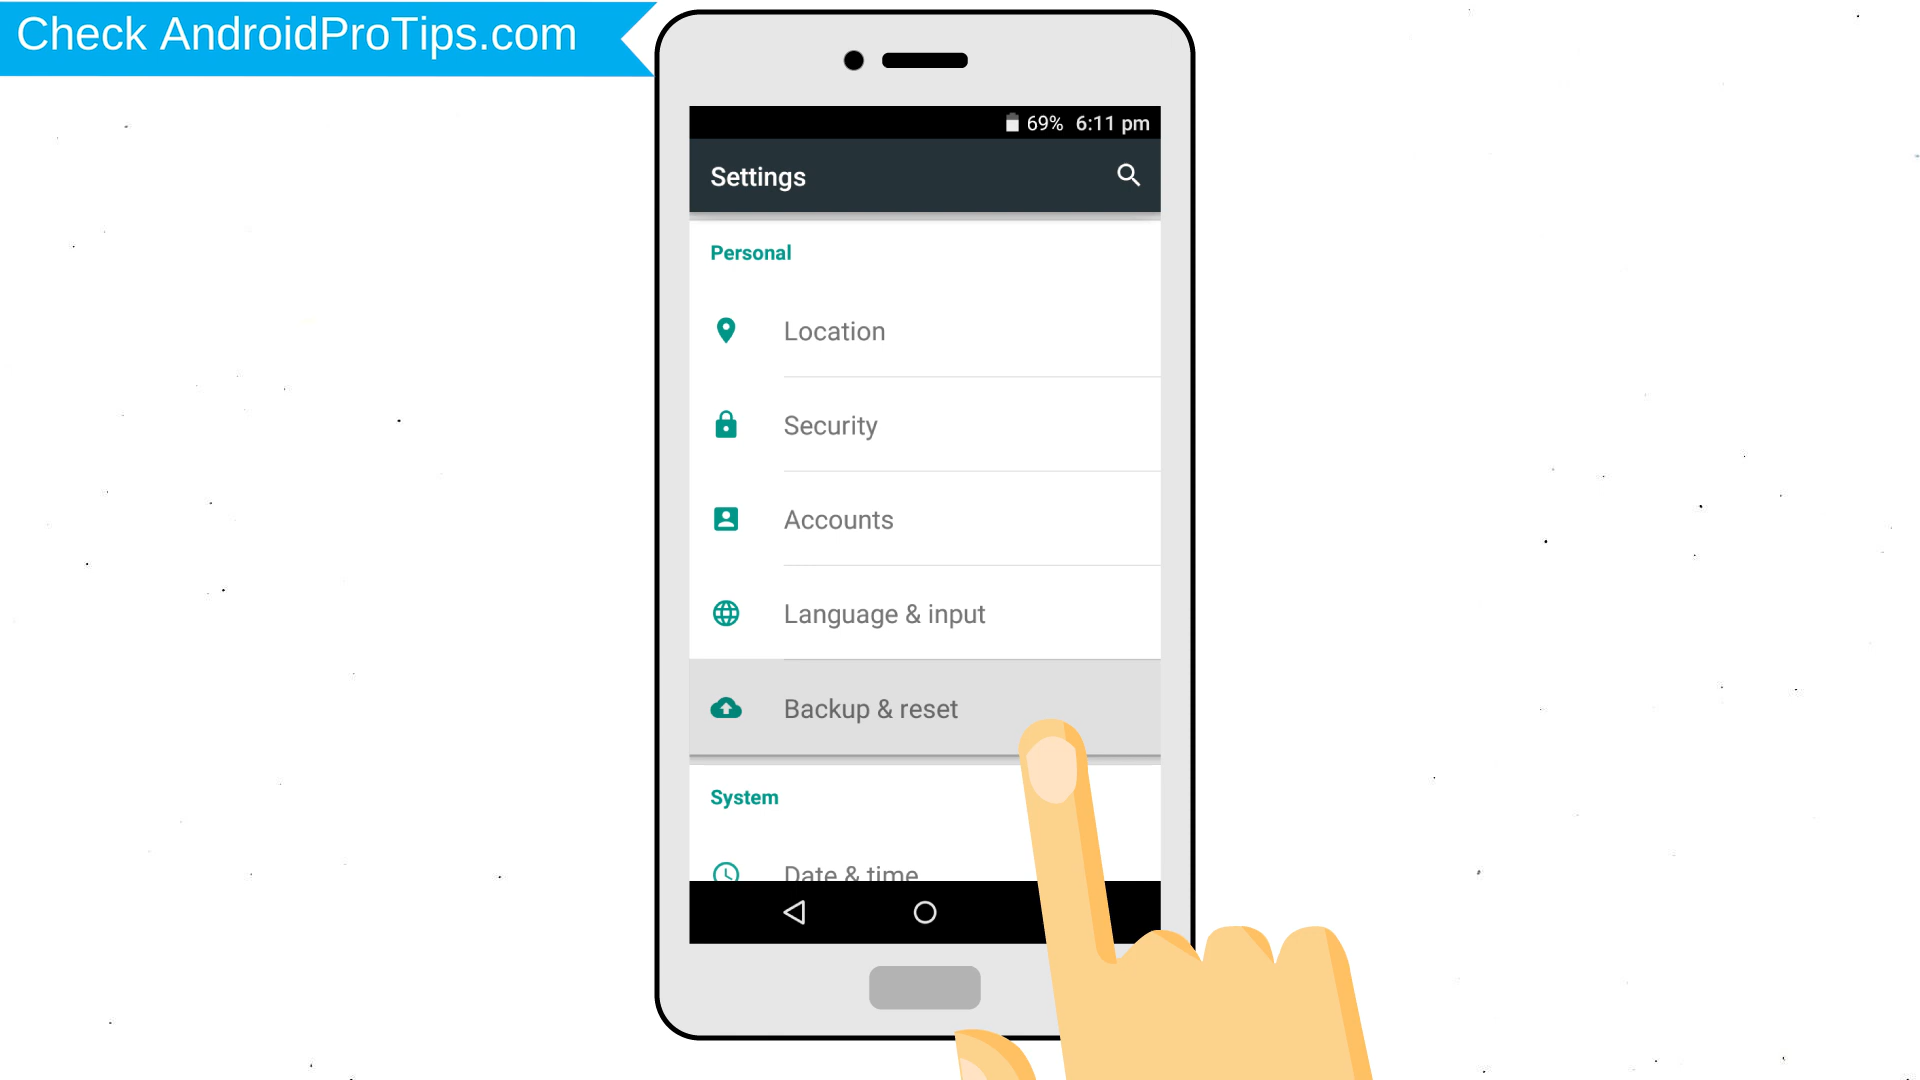 Check AndroidProTips.com
69% 6:11 pm
Settings
Personal
Location
Security
Accounts
Language & input
Backup & reset
System
Date & time